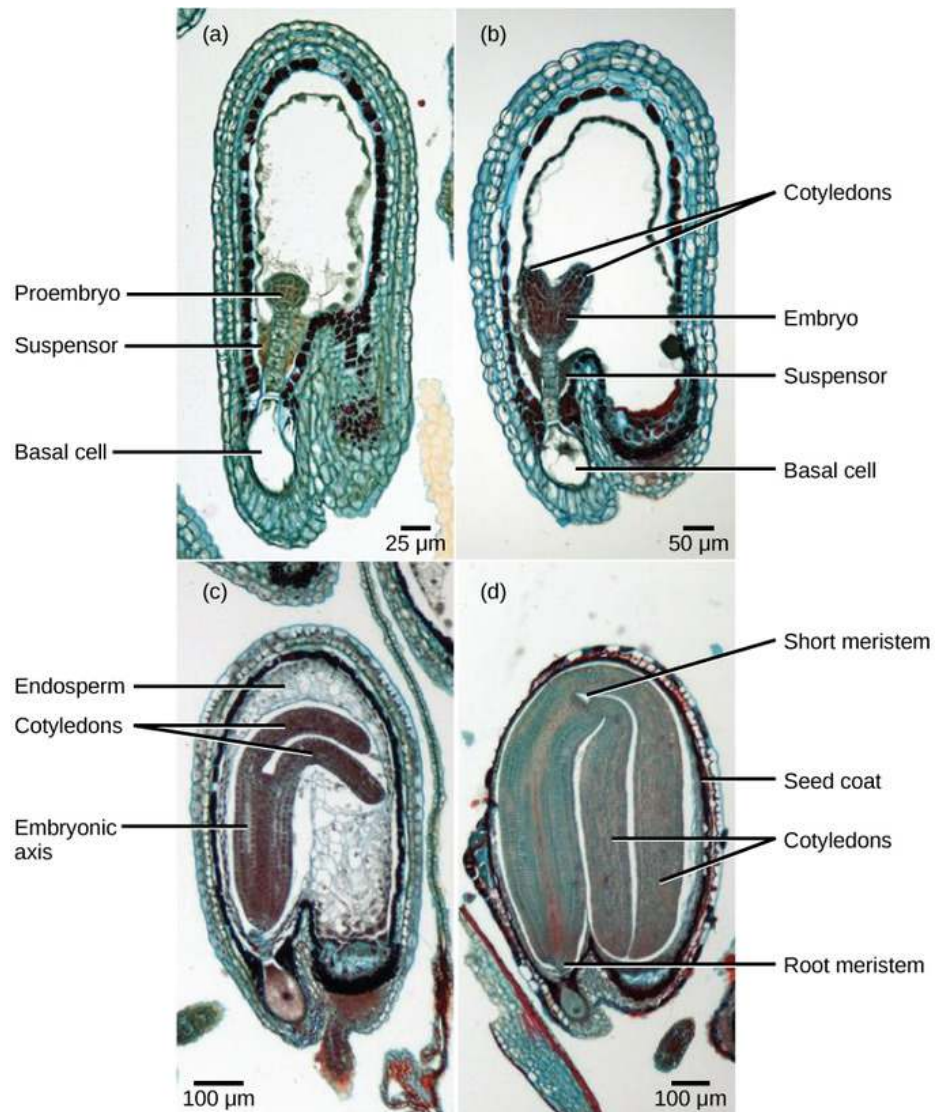 (a)
Proembryo
Suspensor
Basal cell
25 µm
(b)
Cotyledons
Embryo
Suspensor
Basal cell
50 µm
(c)
Endosperm
Cotyledons
Embryonic
axis
100 µm
(d)
Short meristem
Seed coat
Cotyledons
Root meristem
100 µm